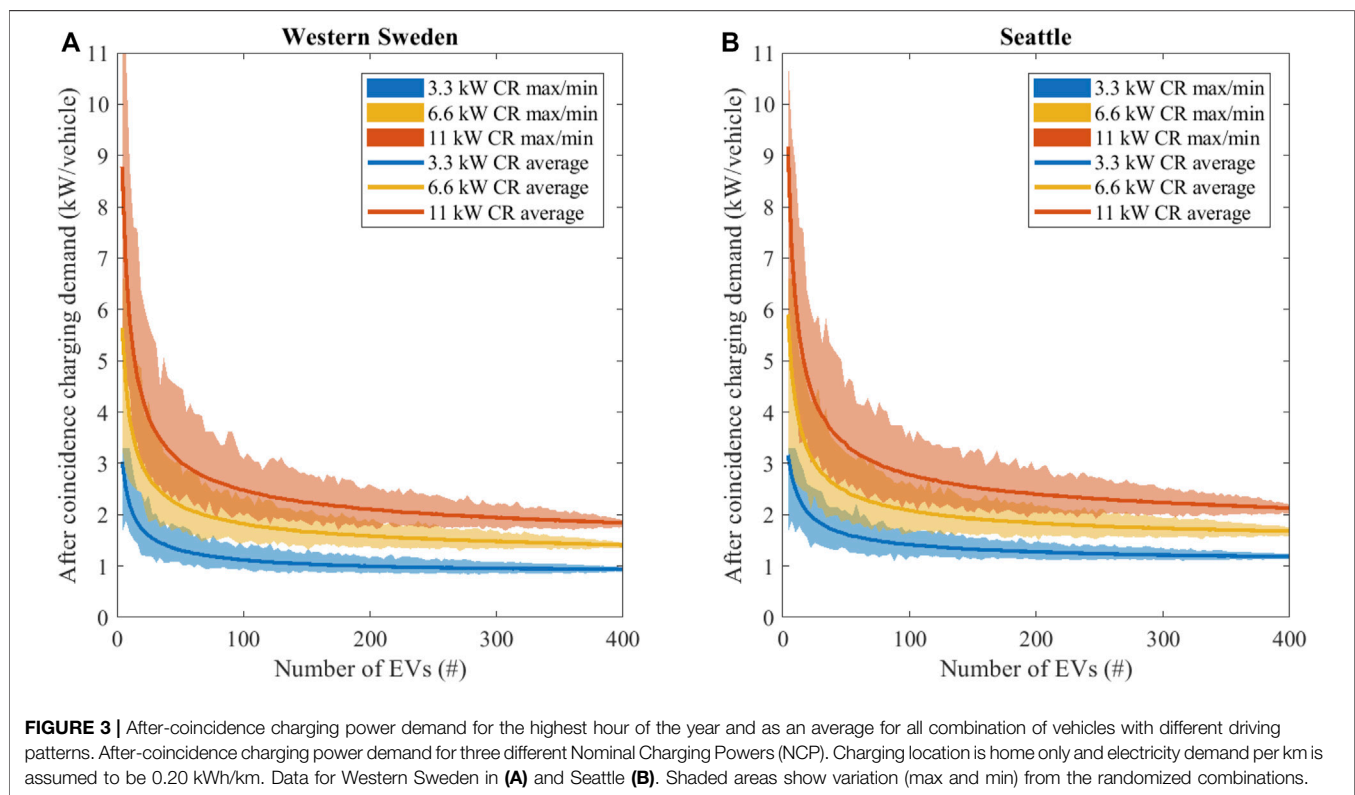 A
Western Sweden
After coincidence charging demand (kW/vehicle)
11
10
9
8
7
6
5
4
3
2
1
0
3.3 kW CR max/min
6.6 kW CR max/min
11 kW CR max/min
3.3 kW CR average
6.6 kW CR average
11 kW CR average
0 100 200 300 400
Number of EVs (#)
B
Seattle
After coincidence charging demand (kW/vehicle)
11
10
9
8
7
6
5
4
3
2
1
0
3.3 kW CR max/min
6.6 kW CR max/min
11 kW CR max/min
3.3 kW CR average
6.6 kW CR average
11 kW CR average
0 100 200 300 400
Number of EVs (#)
FIGURE 3 | After-coincidence charging power demand for the highest hour of the year and as an average for all combination of vehicles with different driving
patterns. After-coincidence charging power demand for three different Nominal Charging Powers (NCP). Charging location is home only and electricity demand per km is
assumed to be 0.20 kWh/km. Data for Western Sweden in (A) and Seattle (B). Shaded areas show variation (max and min) from the randomized combinations.